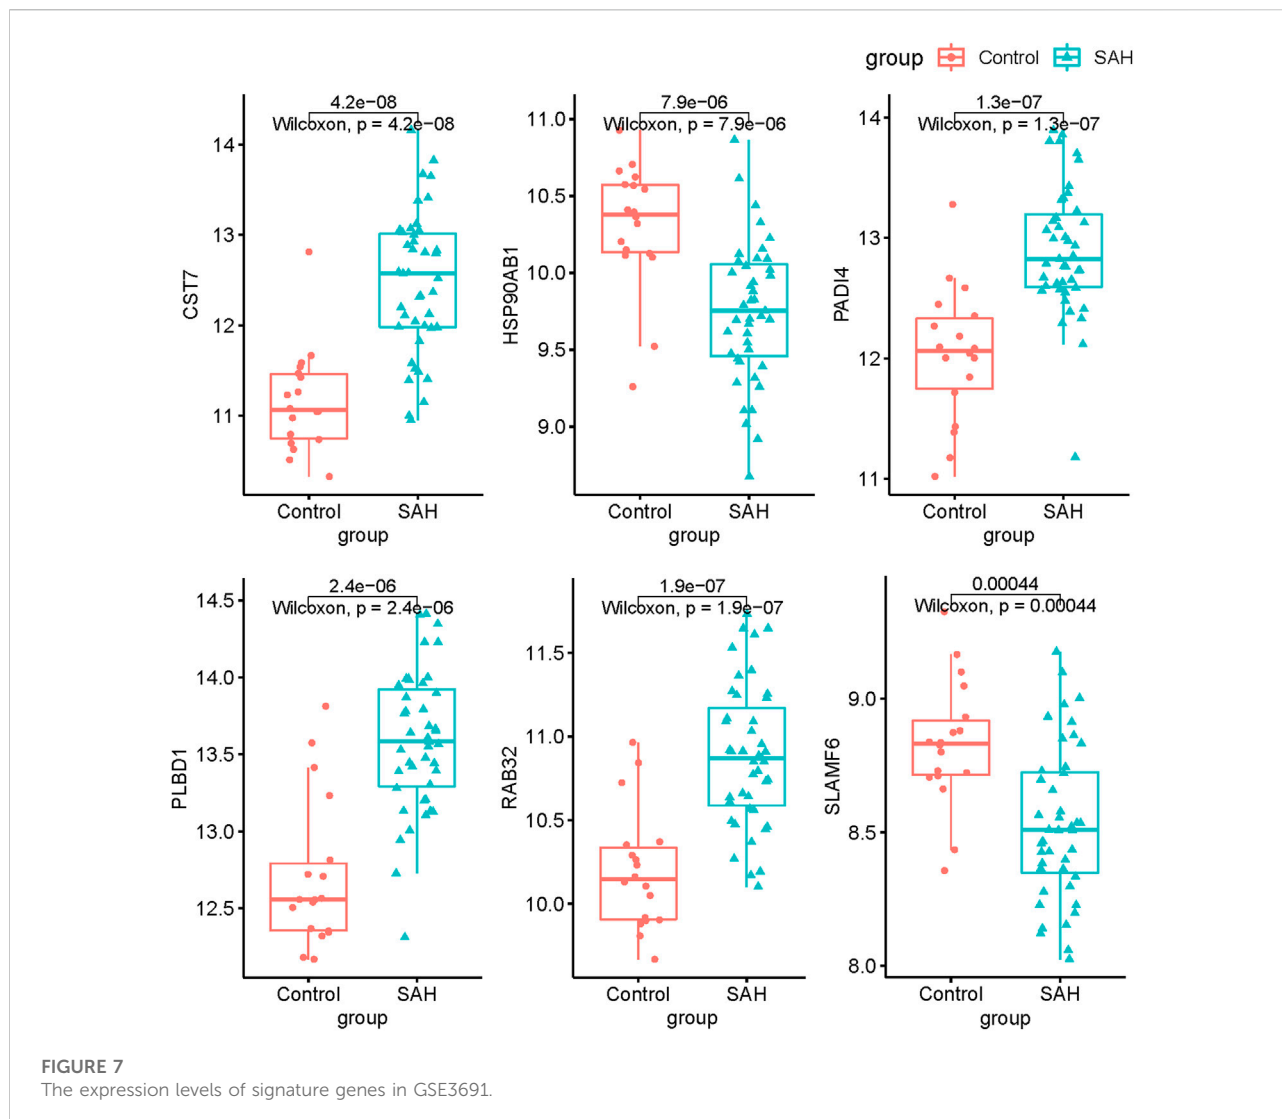 group Control SAH
4.2e−08
Wilcoxon, p = 4.2e−08
14
13
12
11
CST7
Control SAH
group
7.9e−06
Wilcoxon, p = 7.9e−06
11.0
10.5
10.0
9.5
9.0
HSP90AB1
Control SAH
group
1.3e−07
Wilcoxon, p = 1.3e−07
14
13
12
11
PADI4
Control SAH
group
2.4e−06
Wilcoxon, p = 2.4e−06
14.5
14.0
13.5
13.0
12.5
PLBD1
Control SAH
group
1.9e−07
Wilcoxon, p = 1.9e−07
11.5
11.0
10.5
10.0
RAB32
Control SAH
group
0.00044
Wilcoxon, p = 0.00044
9.0
8.5
8.0
SLAMF6
Control SAH
group
FIGURE 7
The expression levels of signature genes in GSE3691.